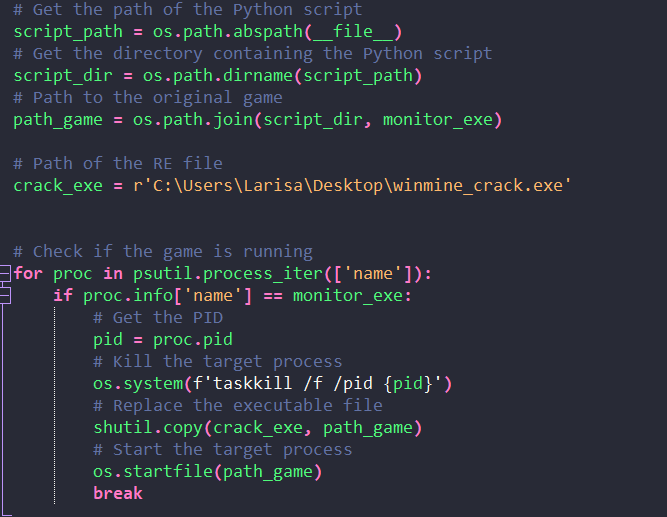 # Get the path of the Python script
script_path = os.path.abspath(__file__)
# Get the directory containing the Python script
script_dir = os.path.dirname(script_path)
# Path to the original game
path_game = os.path.join(script_dir, monitor_exe)

# Path of the RE file
crack_exe = r'C:\Users\Larisa\Desktop\winmine_crack.exe'


# Check if the game is running
for proc in psutil.process_iter(['name']):
    if proc.info['name'] == monitor_exe:
        # Get the PID
        pid = proc.pid
        # Kill the target process
        os.system(f'taskkill /f /pid {pid}')
        # Replace the executable file
        shutil.copy(crack_exe, path_game)
        # Start the target process
        os.startfile(path_game)
        break